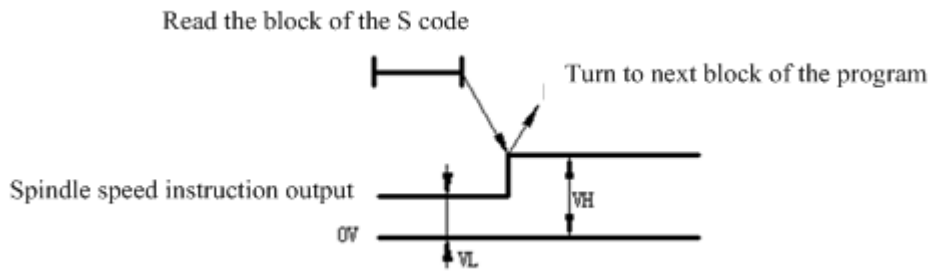 Read the block of the S code
Turn to next block of the program
Spindle speed instruction output
VH
0V
VL